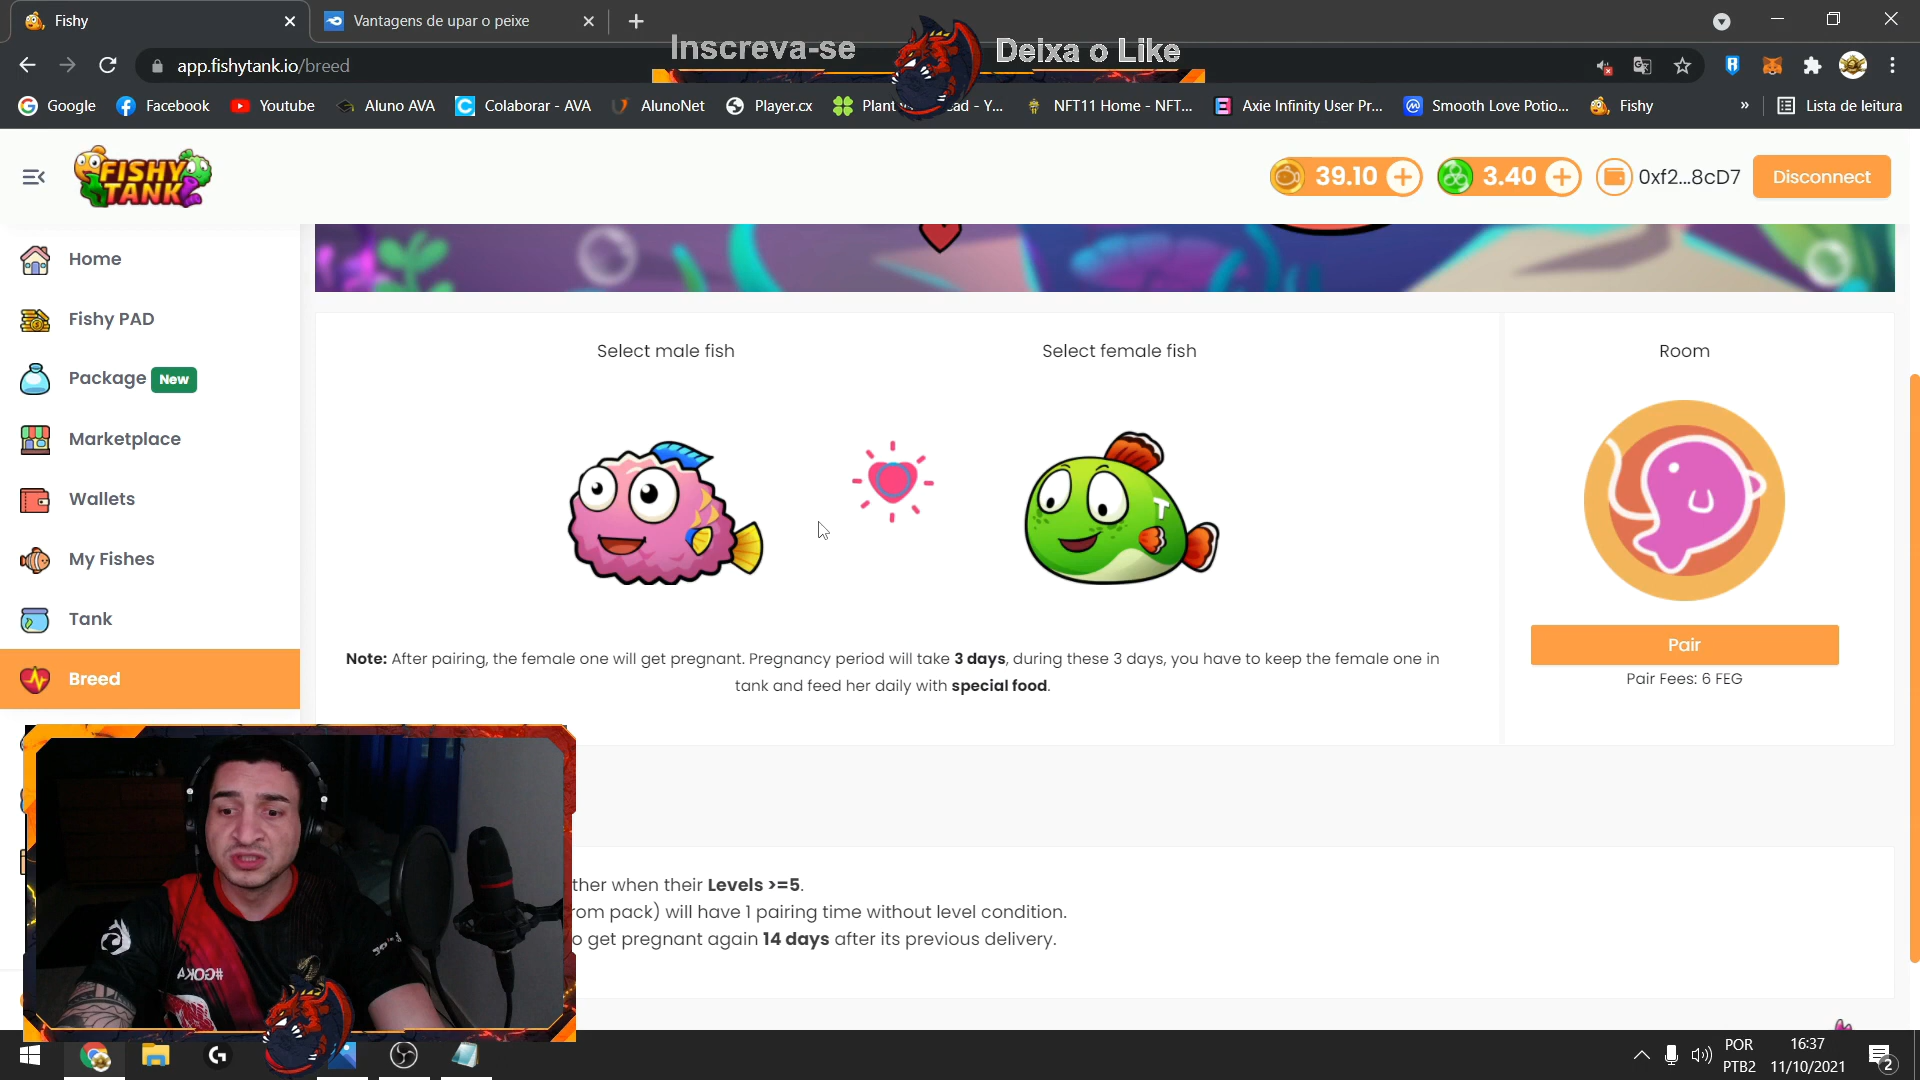 Fishy
Vantagens de upar o peixe
Inscreva-se
Deixa o Like
app.fishytank.io/breed
Google
Facebook
Youtube
Aluno AVA
Colaborar - AVA
AlunoNet
Player.cx
Plant
ad - Y...
NFT11 Home - NFT...
Axie Infinity User Pr...
Smooth Love Potio...
Fishy
»
Lista de leitura
FISHY
TANK
39.10
3.40
0xf2...8cD7
Disconnect
Home
Fishy PAD
Package New
Marketplace
Wallets
My Fishes
Tank
Breed
Select male fish
Select female fish
Room
T
Note: After pairing, the female one will get pregnant. Pregnancy period will take 3 days, during these 3 days, you have to keep the female one in
tank and feed her daily with special food.
Pair
Pair Fees: 6 FEG
ther when their Levels >=5.
rom pack) will have 1 pairing time without level condition.
o get pregnant again 14 days after its previous delivery.
#GOKA
POR
PTB2
16:37
11/10/2021
2